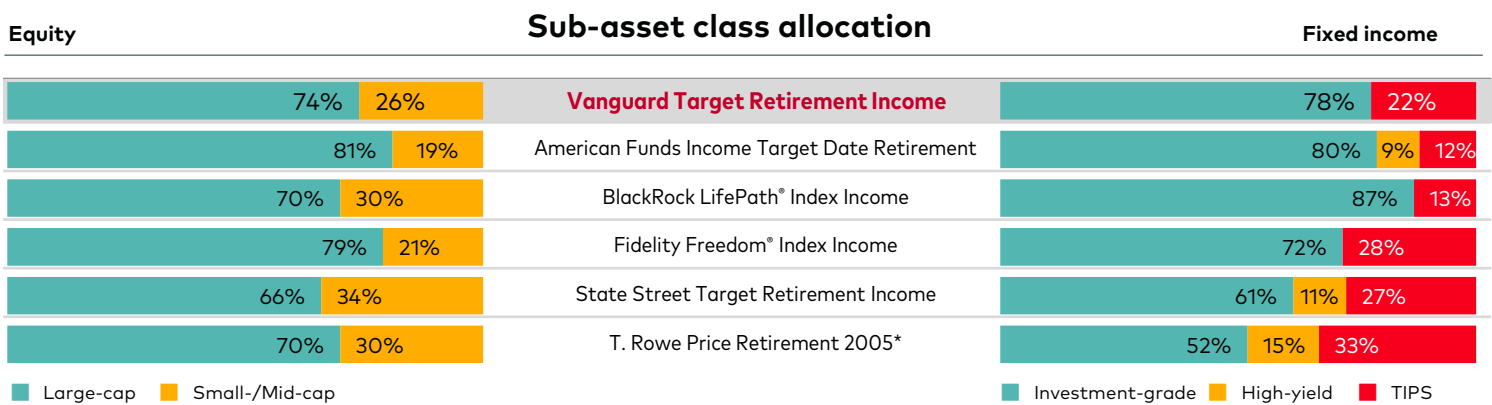 Equity Sub-asset class allocation Fixed income
74% 26% Vanguard Target Retirement Income 78% 22%
81% 19% American Funds Income Target Date Retirement 80% 9% 12%
70% 30% BlackRock LifePath® Index Income 87% 13%
79% 21% Fidelity Freedom® Index Income 72% 28%
66% 34% State Street Target Retirement Income 61% 11% 27%
70% 30% T. Rowe Price Retirement 2005* 52% 15% 33%
Large-cap Small-/Mid-cap Investment-grade High-yield TIPS